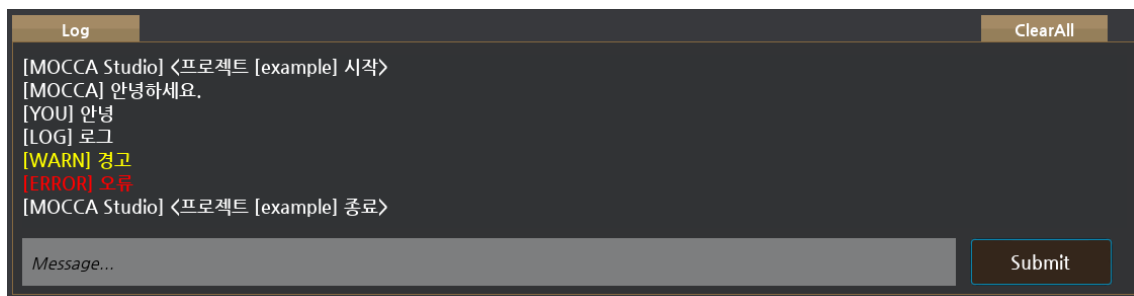 Log
ClearAll
[MOCCA Studio] <프로젝트 [example] 시작>
[MOCCA] 안녕하세요.
[YOU] 안녕
[LOG] 로그
[WARN] 경고
[ERROR] 오류
[MOCCA Studio] <프로젝트 [example] 종료>
Message...
Submit